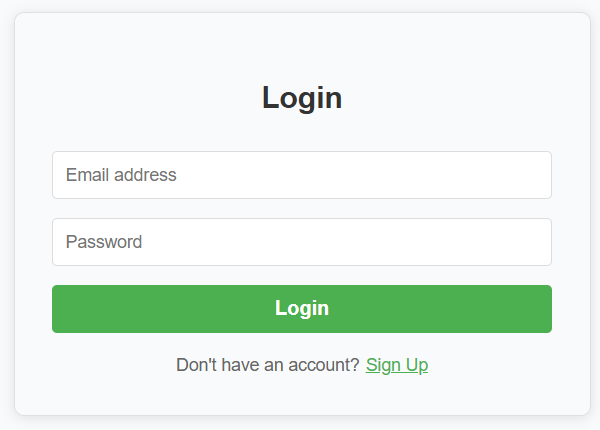 Login
Email address
Password
Login
Don't have an account? Sign Up